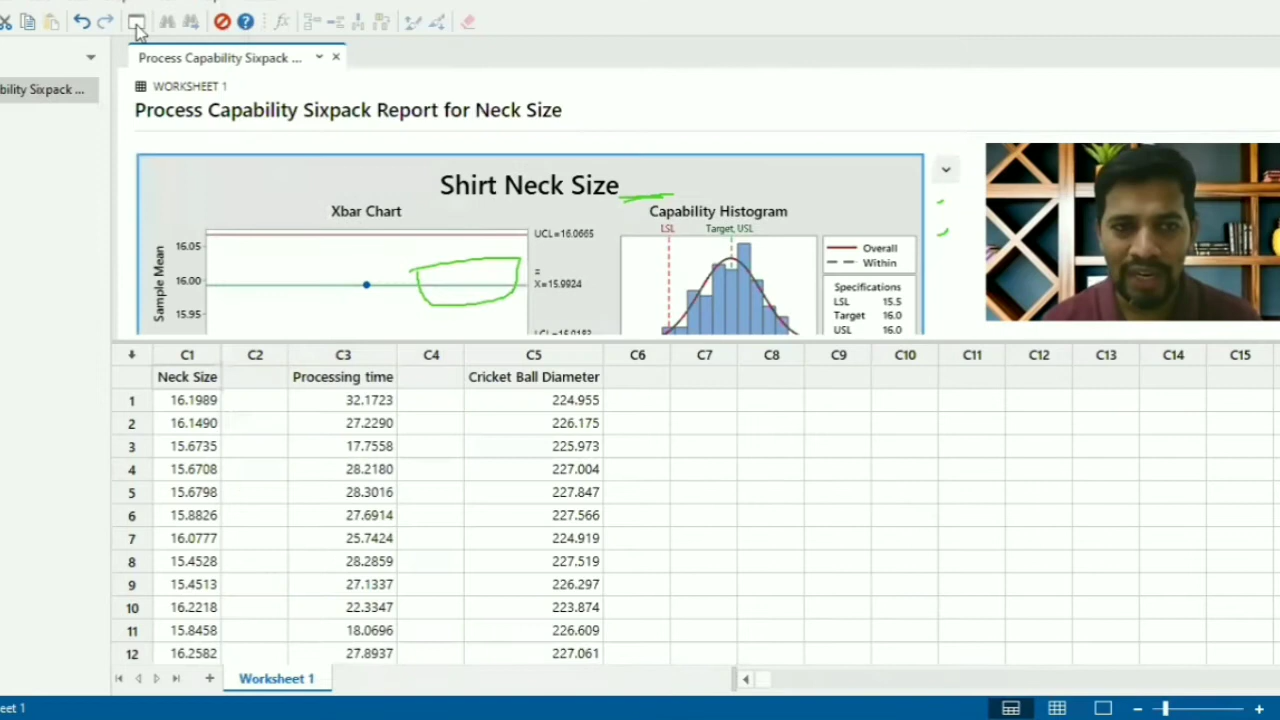 Process Capability Sixpack ...
bility Sixpack ...
WORKSHEET 1
Process Capability Sixpack Report for Neck Size
Shirt Neck Size
Xbar Chart
Capability Histogram
LSL Target, USL
Sample Mean
16.05
16.00
15.95
UCL=16.0665
X=15.9924
Overall
Within
Specifications
LSL 15.5
Target 16.0
USL 16.0
C1 C2 C3 C4 C5 C6 C7 C8 C9 C10 C11 C12 C13 C14 C15
Neck Size Processing time Cricket Ball Diameter
1 16.1989 32.1723 224.955
2 16.1490 27.2290 226.175
3 15.6735 17.7558 225.973
4 15.6708 28.2180 227.004
5 15.6798 28.3016 227.847
6 15.8826 27.6914 227.566
7 16.0777 25.7424 224.919
8 15.4528 28.2859 227.519
9 15.4513 27.1337 226.297
10 16.2218 22.3347 223.874
11 15.8458 18.0696 226.609
12 16.2582 27.8937 227.061
Worksheet 1
eet 1